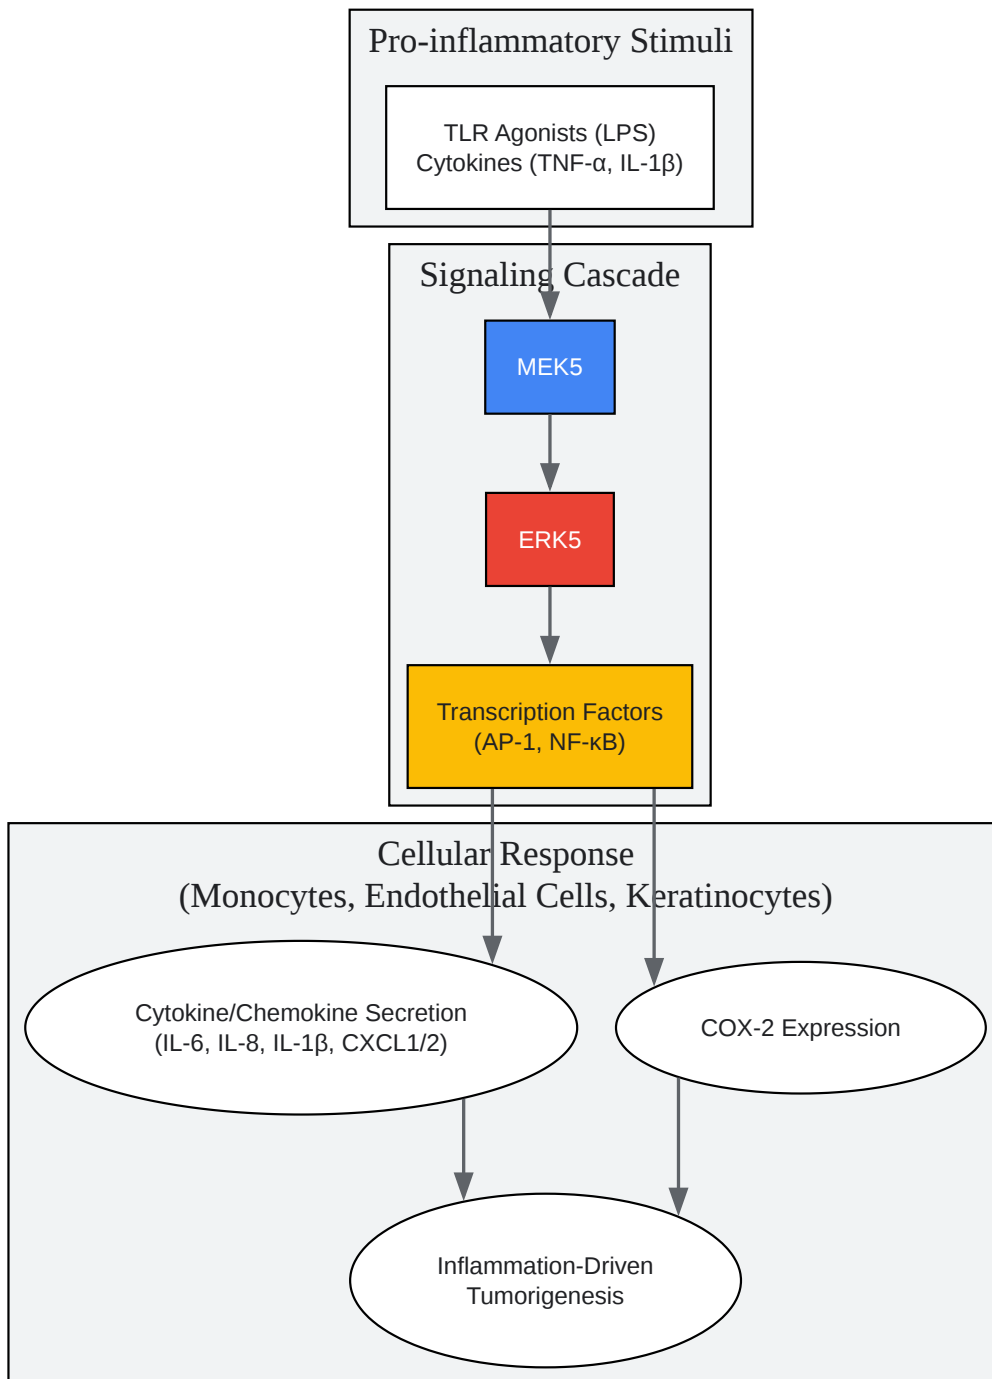 Pro-inflammatory Stimuli
TLR Agonists (LPS)
Cytokines (TNF-α, IL-1β)
Signaling Cascade
MEK5
ERK5
Transcription Factors
(AP-1, NF-κB)
Cellular Response
(Monocytes, Endothelial Cells, Keratinocytes)
Cytokine/Chemokine Secretion
(IL-6, IL-8, IL-1β, CXCL1/2)
COX-2 Expression
Inflammation-Driven
Tumorigenesis